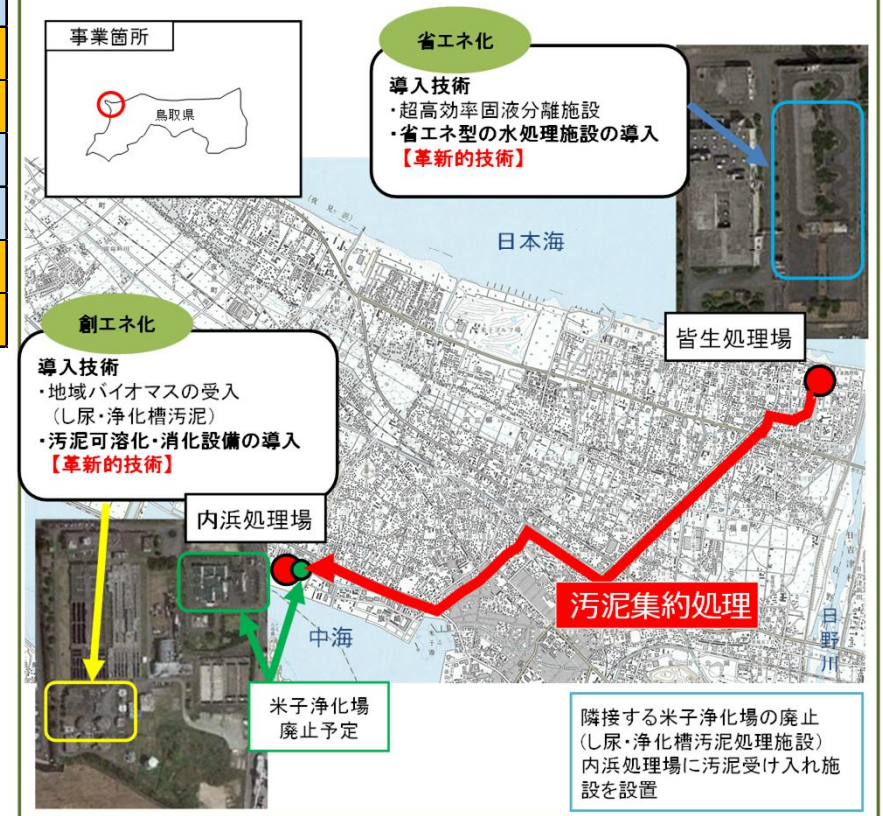 事業箇所
鳥取県
省エネ化
導入技術
・超高効率固液分離施設
・省エネ型の水処理施設の導入
【革新的技術】
日本海
皆生処理場
創エネ化
導入技術
・地域バイオマスの受入
(し尿・浄化槽汚泥)
・汚泥可溶化・消化設備の導入
【革新的技術】
内浜処理場
汚泥集約処理
中海
日野川
米子浄化場
廃止予定
隣接する米子浄化場の廃止
(し尿・浄化槽汚泥処理施設)
内浜処理場に汚泥受け入れ施
設を設置